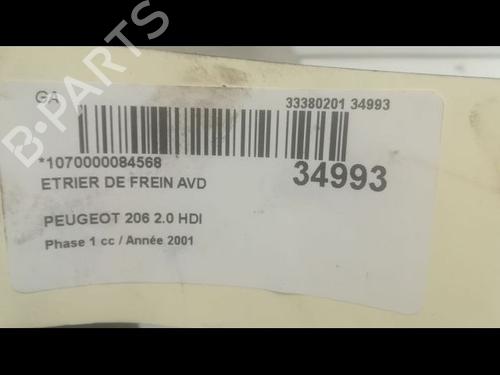 GA
33380201 34993
*1070000084568
34993
ETRIER DE FREIN AVD
PEUGEOT 206 2.0 HDI
Phase 1 cc / Année 2001
B-PARTS